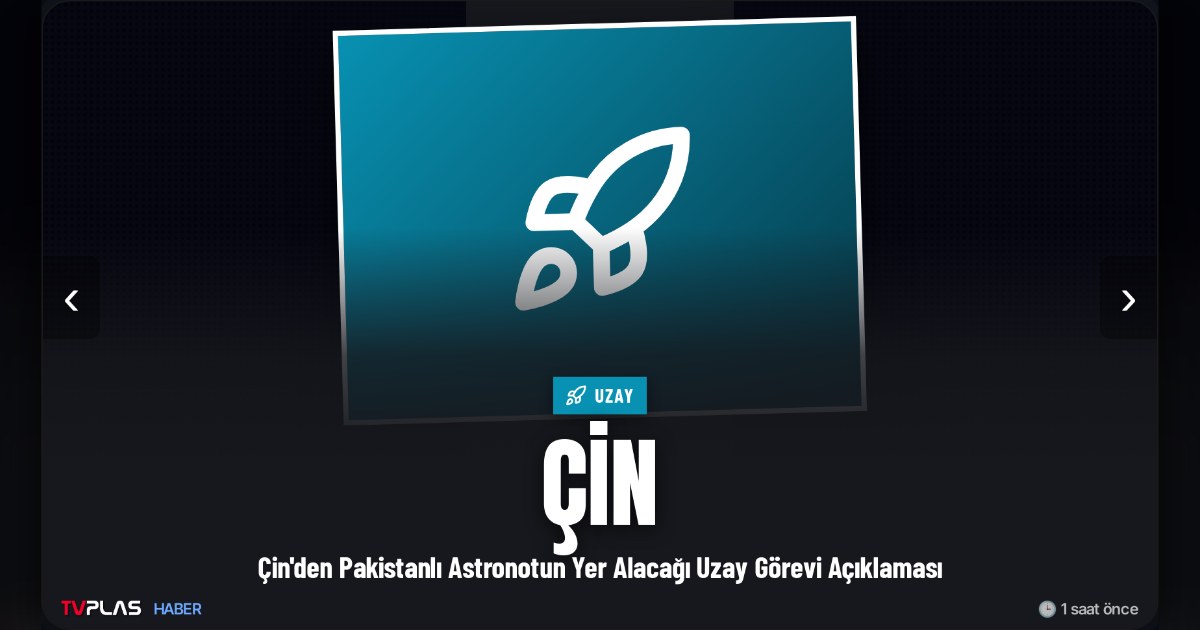 UZAY
ÇİN
Çin'den Pakistanlı Astronotun Yer Alacağı Uzay Görevi Açıklaması
TVPLAS HABER
1 saat önce